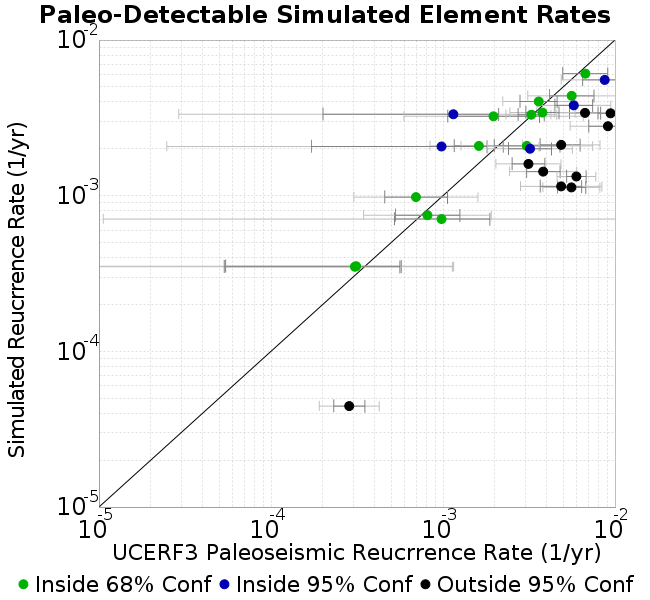 Paleo-Detectable Simulated Element Rates
10-2
10-3
10-4
10-5
Simulated Reucrrence Rate (1/yr)
10-5 10-4 10-3 10-2
UCERF3 Paleoseismic Reucrrence Rate (1/yr)
Inside 68% Conf Inside 95% Conf Outside 95% Conf